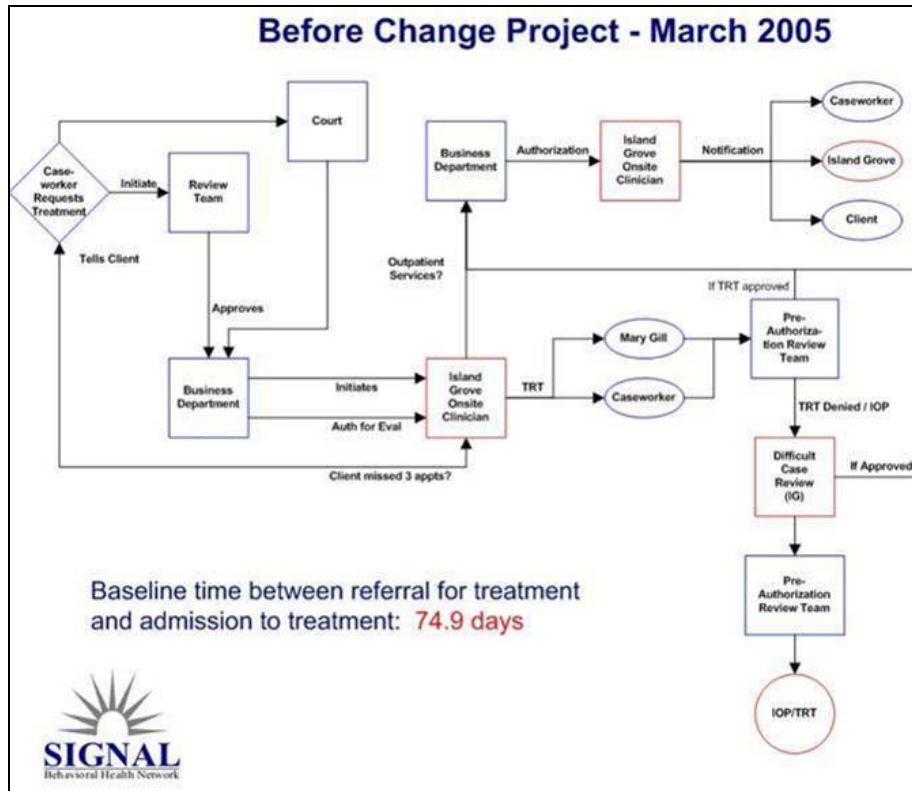 Before Change Project - March 2005
Court
Case-
worker
Requests
Treatment
Initiate
Review
Team
Tells Client
Approves
Business
Department
Initiates
Auth for Eval
Client missed 3 appts?
Island
Grove
Onsite
Clinician
Outpatient
Services?
Business
Department
Authorization
Island
Grove
Onsite
Clinician
Notification
Caseworker
Island Grove
Client
TRT
Mary Gill
Caseworker
If TRT approved
Pre-
Authoriza-
tion Review
Team
TRT Denied / IOP
Difficult
Case
Review
(IG)
If Approved
Pre-
Authorization
Review Team
IOP/TRT
Baseline time between referral for treatment
and admission to treatment: 74.9 days
SIGNAL
Behavioral Health Network